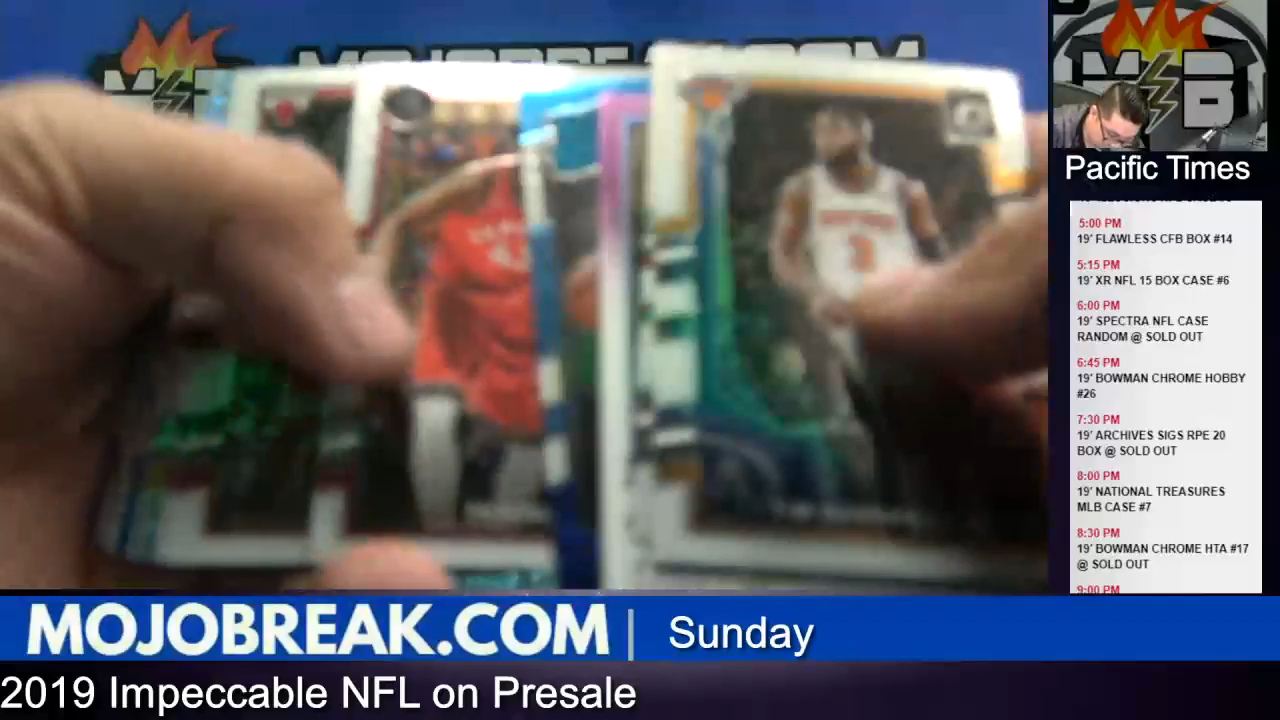 Pacific Times
5:00 PM
19' FLAWLESS CFB BOX #14
5:15 PM
19' XR NFL 15 BOX CASE #6
6:00 PM
19' SPECTRA NFL CASE
RANDOM @ SOLD OUT
6:45 PM
19' BOWMAN CHROME HOBBY
#26
7:30 PM
19' ARCHIVES SIGS RPE 20
BOX @ SOLD OUT
8:00 PM
19' NATIONAL TREASURES
MLB CASE #7
8:30 PM
19' BOWMAN CHROME HTA #17
@ SOLD OUT
9:00 PM
MOJOBREAK.COM | Sunday
2019 Impeccable NFL on Presale